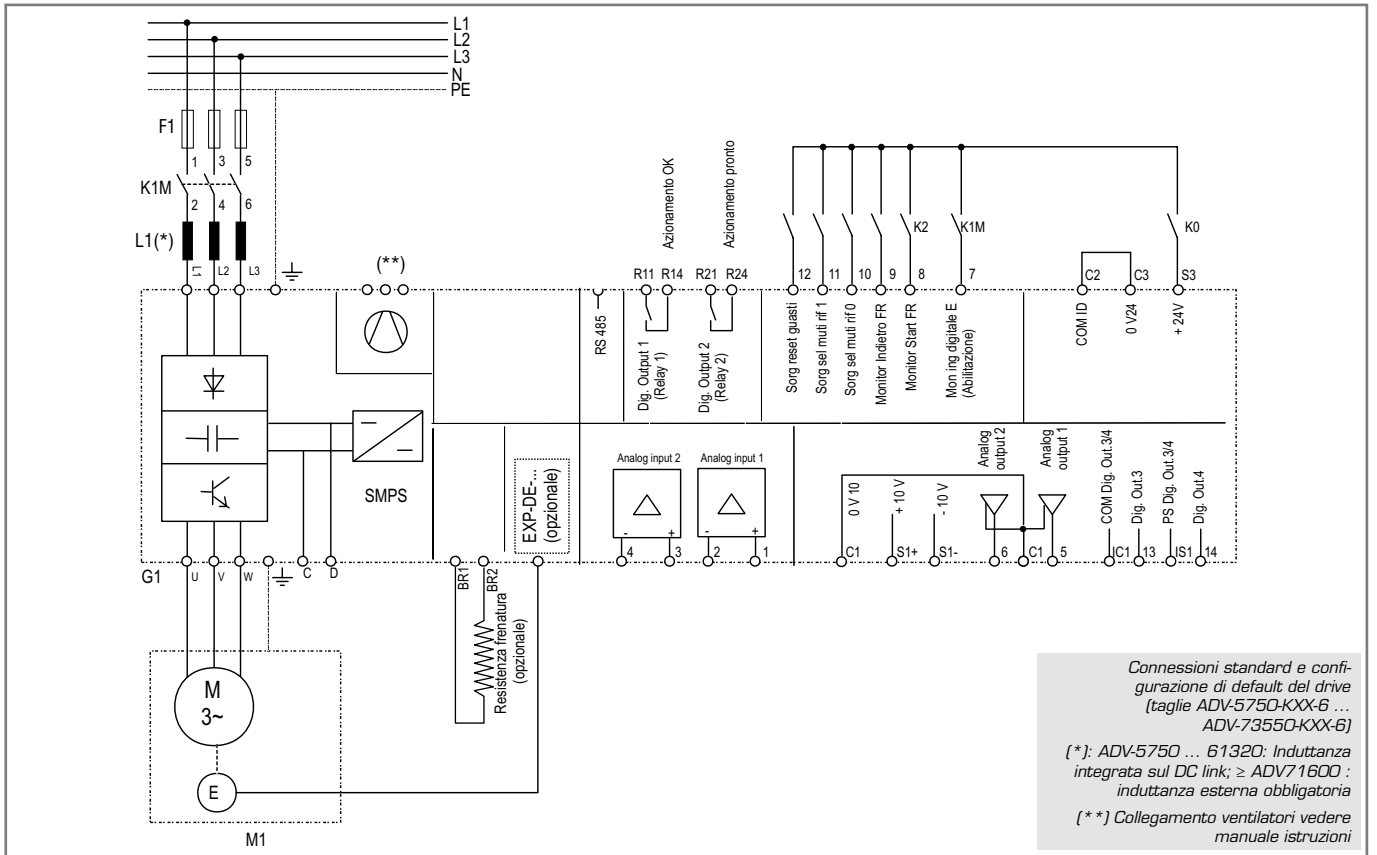 L1
L2
L3
N
PE
F1
1 3 5
K1M
2 4 6
L1(*)
L1 L2 L3
(**)
RS 485
Azionamento OK
Azionamento pronto
R11 R14 R21 R24
Dig. Output 1
(Relay 1)
Dig. Output 2
(Relay 2)
K2
K1M
K0
12 11 10 9 8 7
C2 C3 S3
Sorg reset guasti
Sorg sel muti rif 1
Sorg sel muti rif 0
Monitor Indietro FR
Monitor Start FR
Mon ing digitale E
(Abilitazione)
COM ID
0 V24
+ 24V
SMPS
EXP-DE-...
(opzionale)
Analog input 2
Analog input 1
- +
- +
4 3 2 1
0 V 10
+ 10 V
- 10 V
Analog
output 2
Analog
output 1
COM Dig. Out.3/4
Dig. Out.3
PS Dig. Out.3/4
Dig. Out.4
C1 S1+ S1- 6 C1 5 IC1 13 IS1 14
G1
U V W
C D
BR1
BR2
Resistenza frenatura
(opzionale)
M
3~
E
M1
Connessioni standard e confi-
gurazione di default del drive
(taglie ADV-5750-KXX-6 ...
ADV-73550-KXX-6)
(*): ADV-5750 ... 61320: Induttanza
integrata sul DC link; ≥ ADV71600 :
induttanza esterna obbligatoria
(**) Collegamento ventilatori vedere
manuale istruzioni